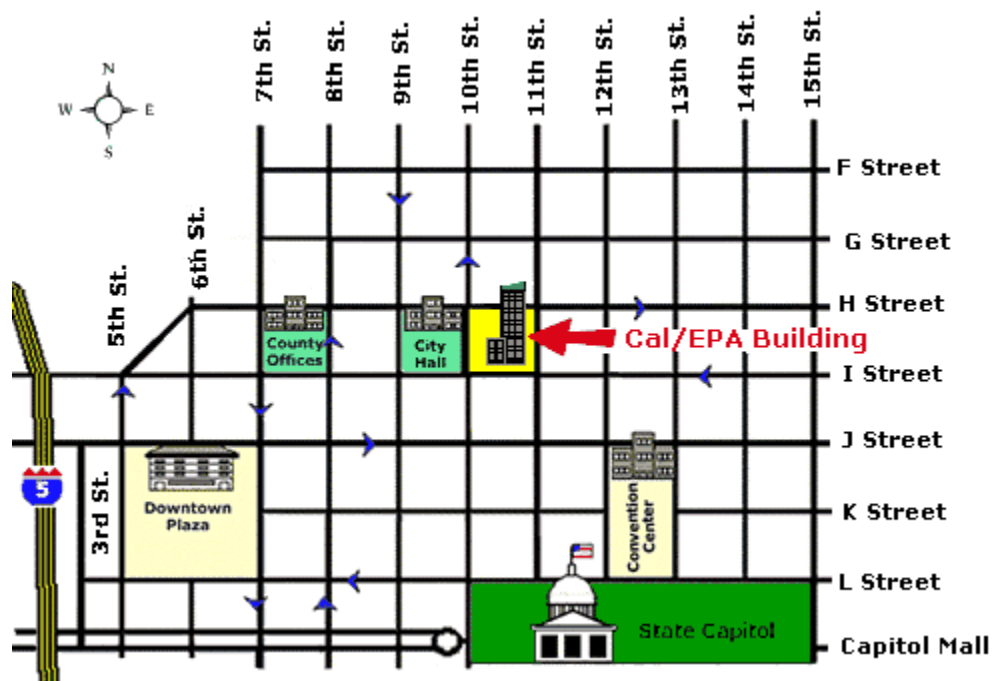 N
W E
S
5th St.
6th St.
7th St.
8th St.
9th St.
10th St.
11th St.
12th St.
13th St.
14th St.
15th St.
F Street
G Street
H Street
County
Offices
City
Hall
Cal/EPA Building
I Street
J Street
5
3rd St.
Downtown
Plaza
Convention
Center
K Street
L Street
State Capitol
Capitol Mall